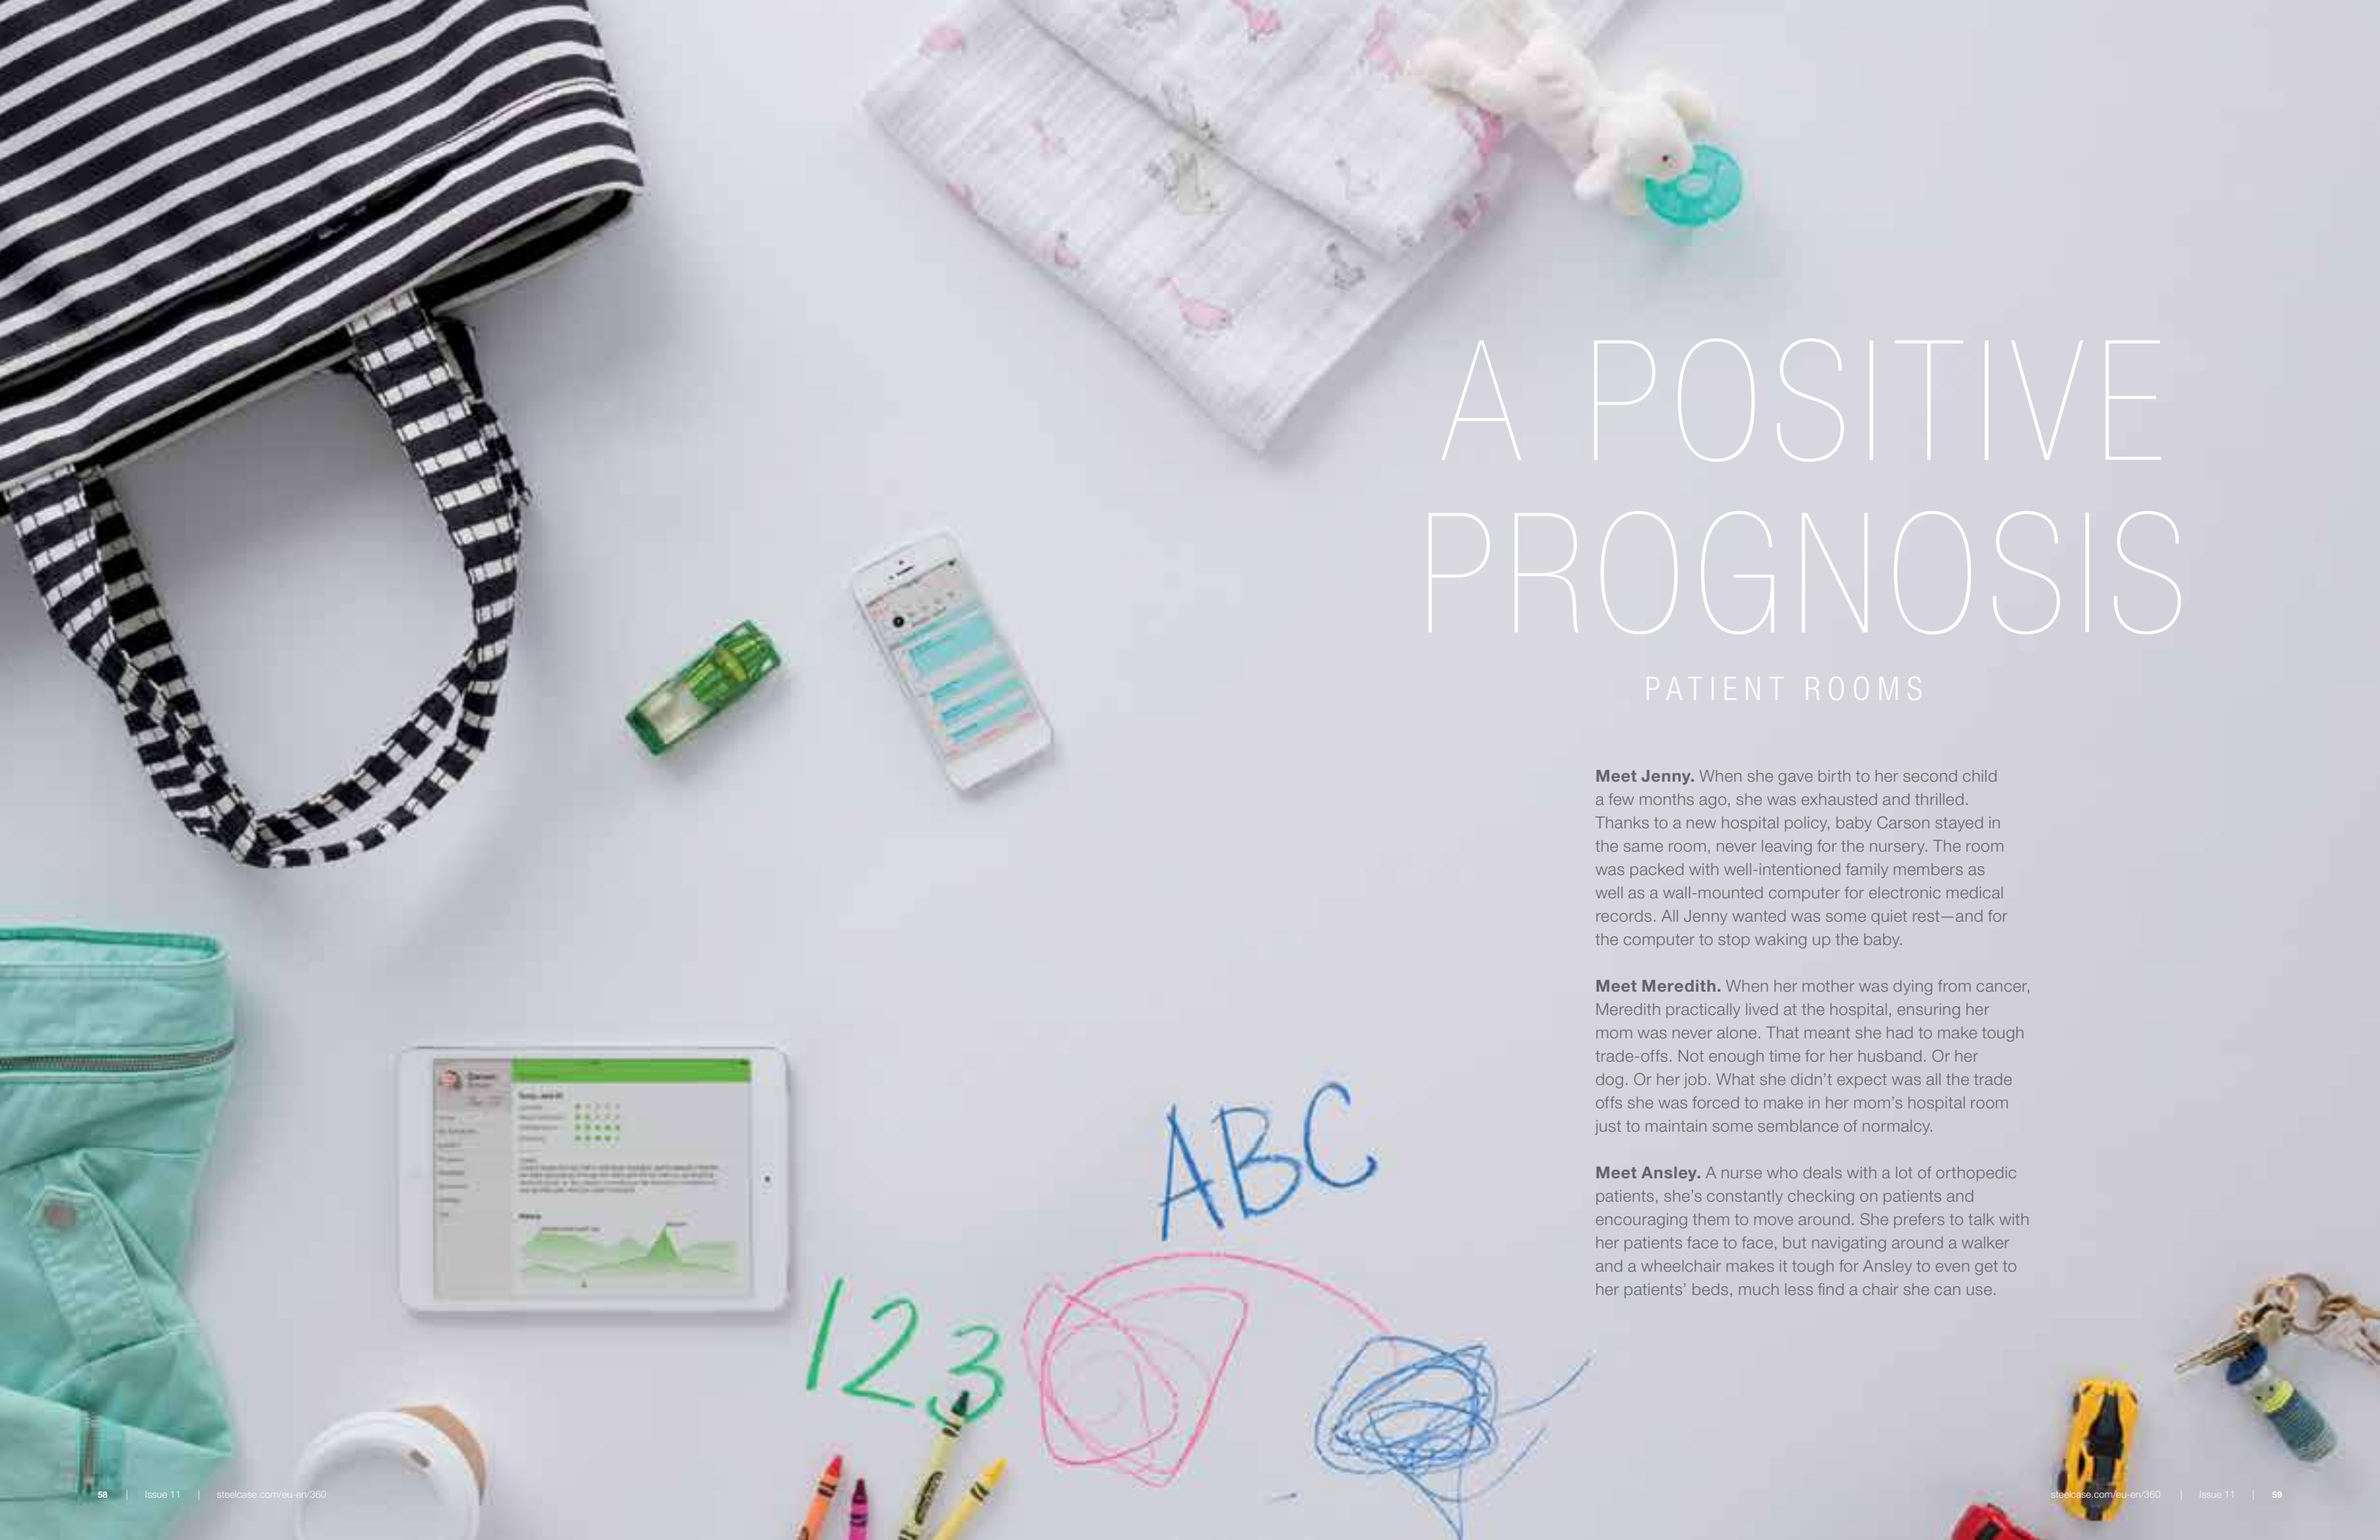 A POSITIVE
PROGNOSIS
PATIENT ROOMS
Meet Jenny. When she gave birth to her second child
a few months ago, she was exhausted and thrilled.
Thanks to a new hospital policy, baby Carson stayed in
the same room, never leaving for the nursery. The room
was packed with well-intentioned family members as
well as a wall-mounted computer for electronic medical
records. All Jenny wanted was some quiet rest—and for
the computer to stop waking up the baby.
Meet Meredith. When her mother was dying from cancer,
Meredith practically lived at the hospital, ensuring her
mom was never alone. That meant she had to make tough
trade-offs. Not enough time for her husband. Or her
dog. Or her job. What she didn't expect was all the trade
offs she was forced to make in her mom's hospital room
just to maintain some semblance of normalcy.
Meet Ansley. A nurse who deals with a lot of orthopedic
patients, she's constantly checking on patients and
encouraging them to move around. She prefers to talk with
her patients face to face, but navigating around a walker
and a wheelchair makes it tough for Ansley to even get to
her patients' beds, much less find a chair she can use.
ABC
123
58 | Issue 11 | steelcase.com/eu-en/360
steelcase.com/eu-en/360 | Issue 11 | 59